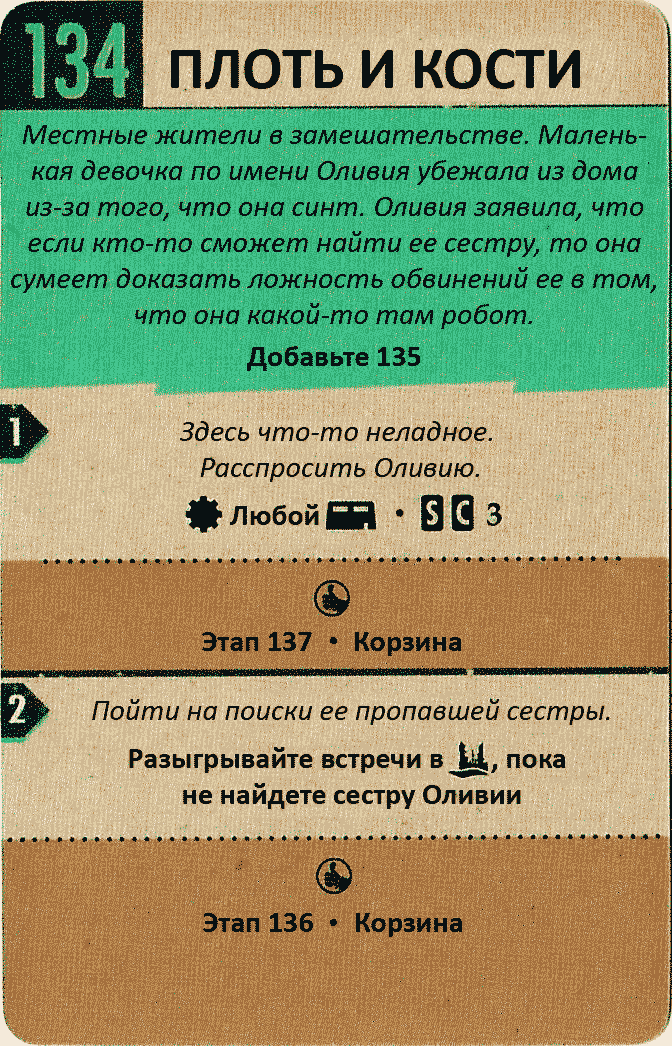 134
ПЛОТЬ И КОСТИ
Местные жители в замешательстве. Малень-
кая девочка по имени Оливия убежала из дома
из-за того, что она синт. Оливия заявила, что
если кто-то сможет найти ее сестру, то она
сумеет доказать ложность обвинений ее в том,
что она какой-то там робот.
Добавьте 135
1
Здесь что-то неладное.
Расспросить Оливию.
Любой • S C 3
Этап 137 • Корзина
2
Пойти на поиски ее пропавшей сестры.
Разыгрывайте встречи в , пока
не найдете сестру Оливии
Этап 136 • Корзина